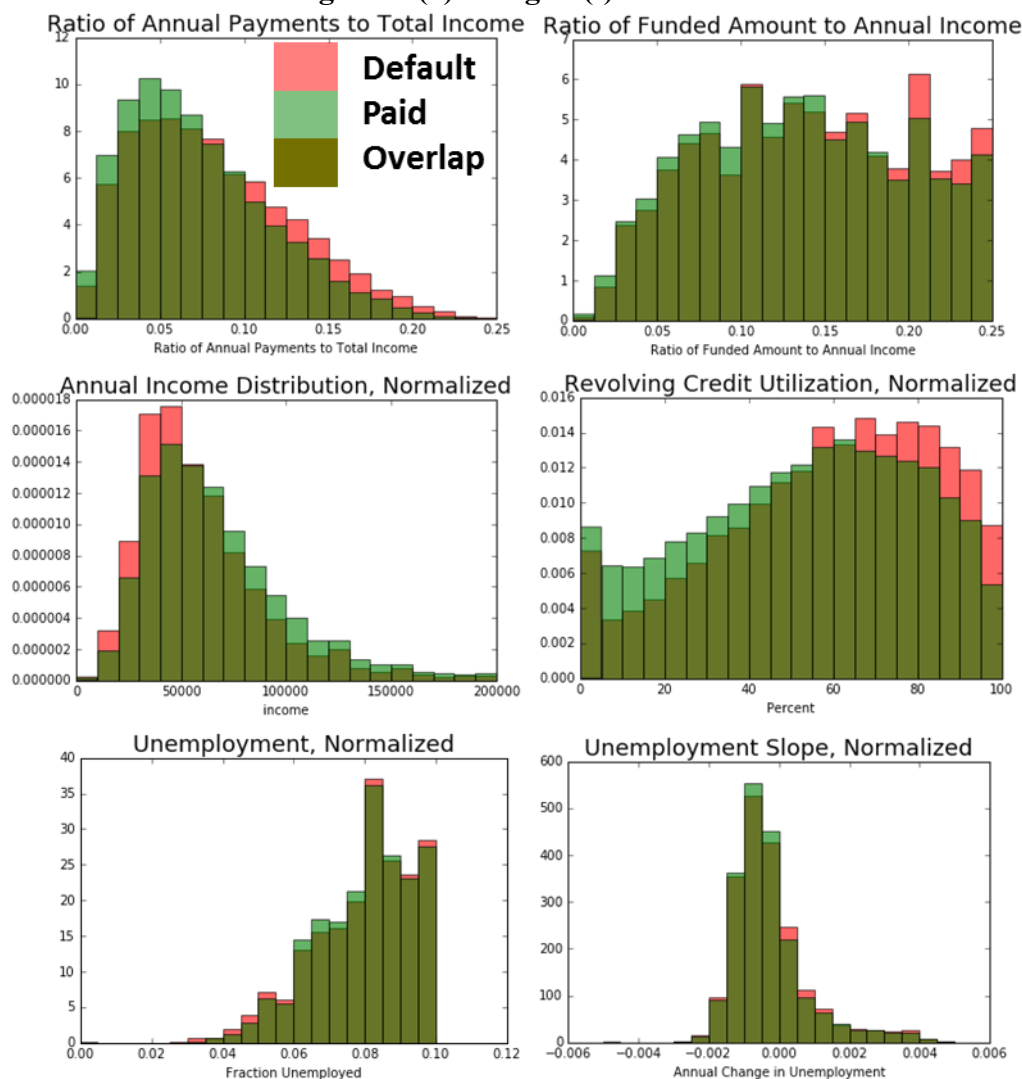 Ratio of Annual Payments to Total Income
12
10
8
6
4
2
0
0.00 0.05 0.10 0.15 0.20 0.25
Ratio of Annual Payments to Total Income
Default
Paid
Overlap
Ratio of Funded Amount to Annual Income
7
6
5
4
3
2
1
0
0.00 0.05 0.10 0.15 0.20 0.25
Ratio of Funded Amount to Annual Income
Annual Income Distribution, Normalized
0.000018
0.000016
0.000014
0.000012
0.000010
0.000008
0.000006
0.000004
0.000002
0.000000
0 50000 100000 150000 200000
income
Revolving Credit Utilization, Normalized
0.016
0.014
0.012
0.010
0.008
0.006
0.004
0.002
0.000
0 20 40 60 80 100
Percent
Unemployment, Normalized
40
35
30
25
20
15
10
5
0
0.00 0.02 0.04 0.06 0.08 0.10 0.12
Fraction Unemployed
Unemployment Slope, Normalized
600
500
400
300
200
100
0
−0.006 −0.004 −0.002 0.000 0.002 0.004 0.006
Annual Change in Unemployment